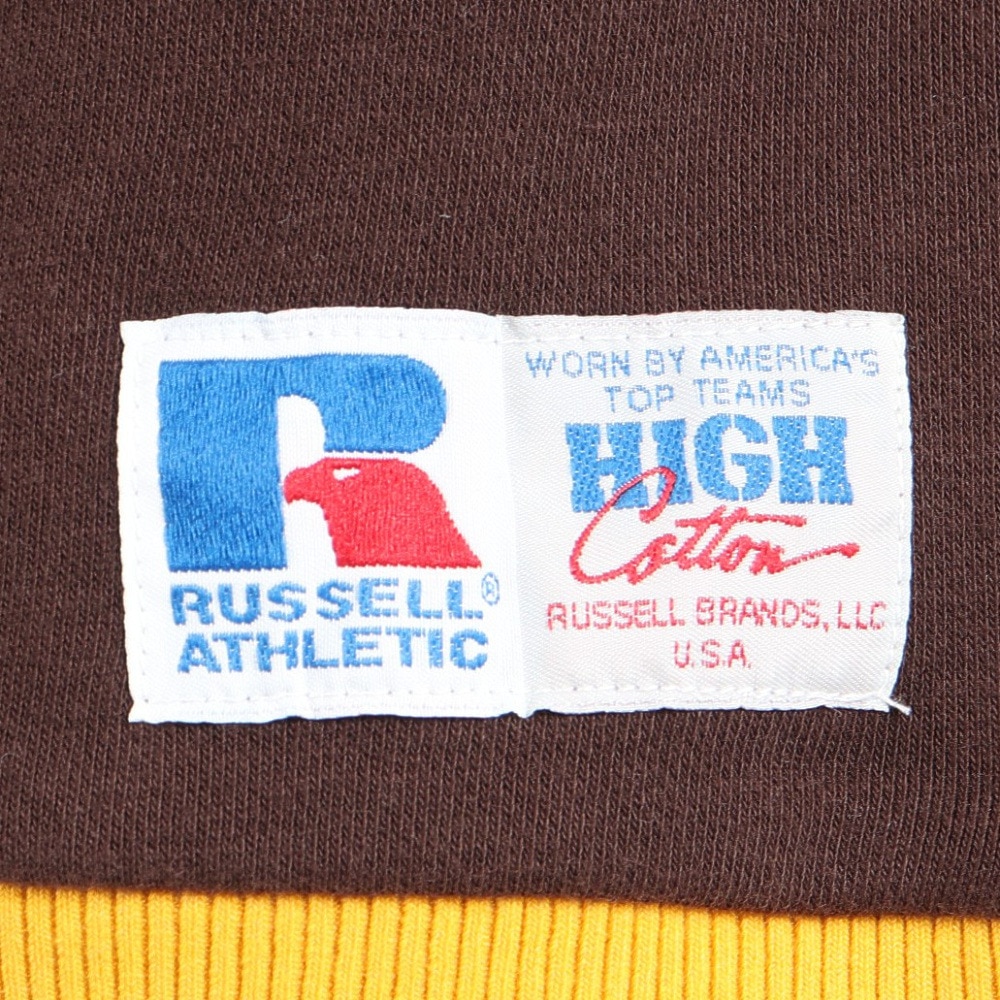 RUSSELL®
ATHLETIC
WORN BY AMERICA'S
TOP TEAMS
HIGH
Cotton
RUSSELL BRANDS, LLC
U.S.A.